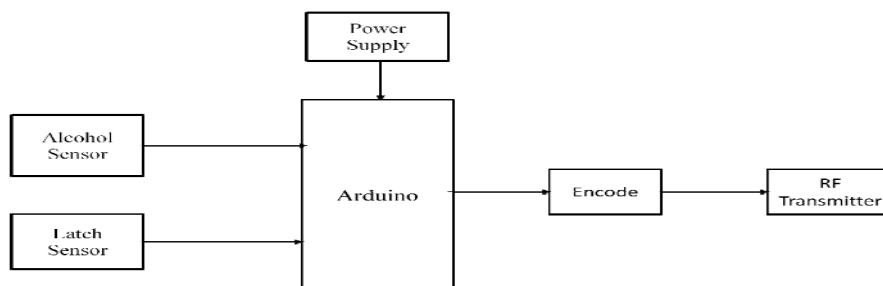 Power
Supply
Alcohol
Sensor
Arduino
Encode
RF
Transmitter
Latch
Sensor